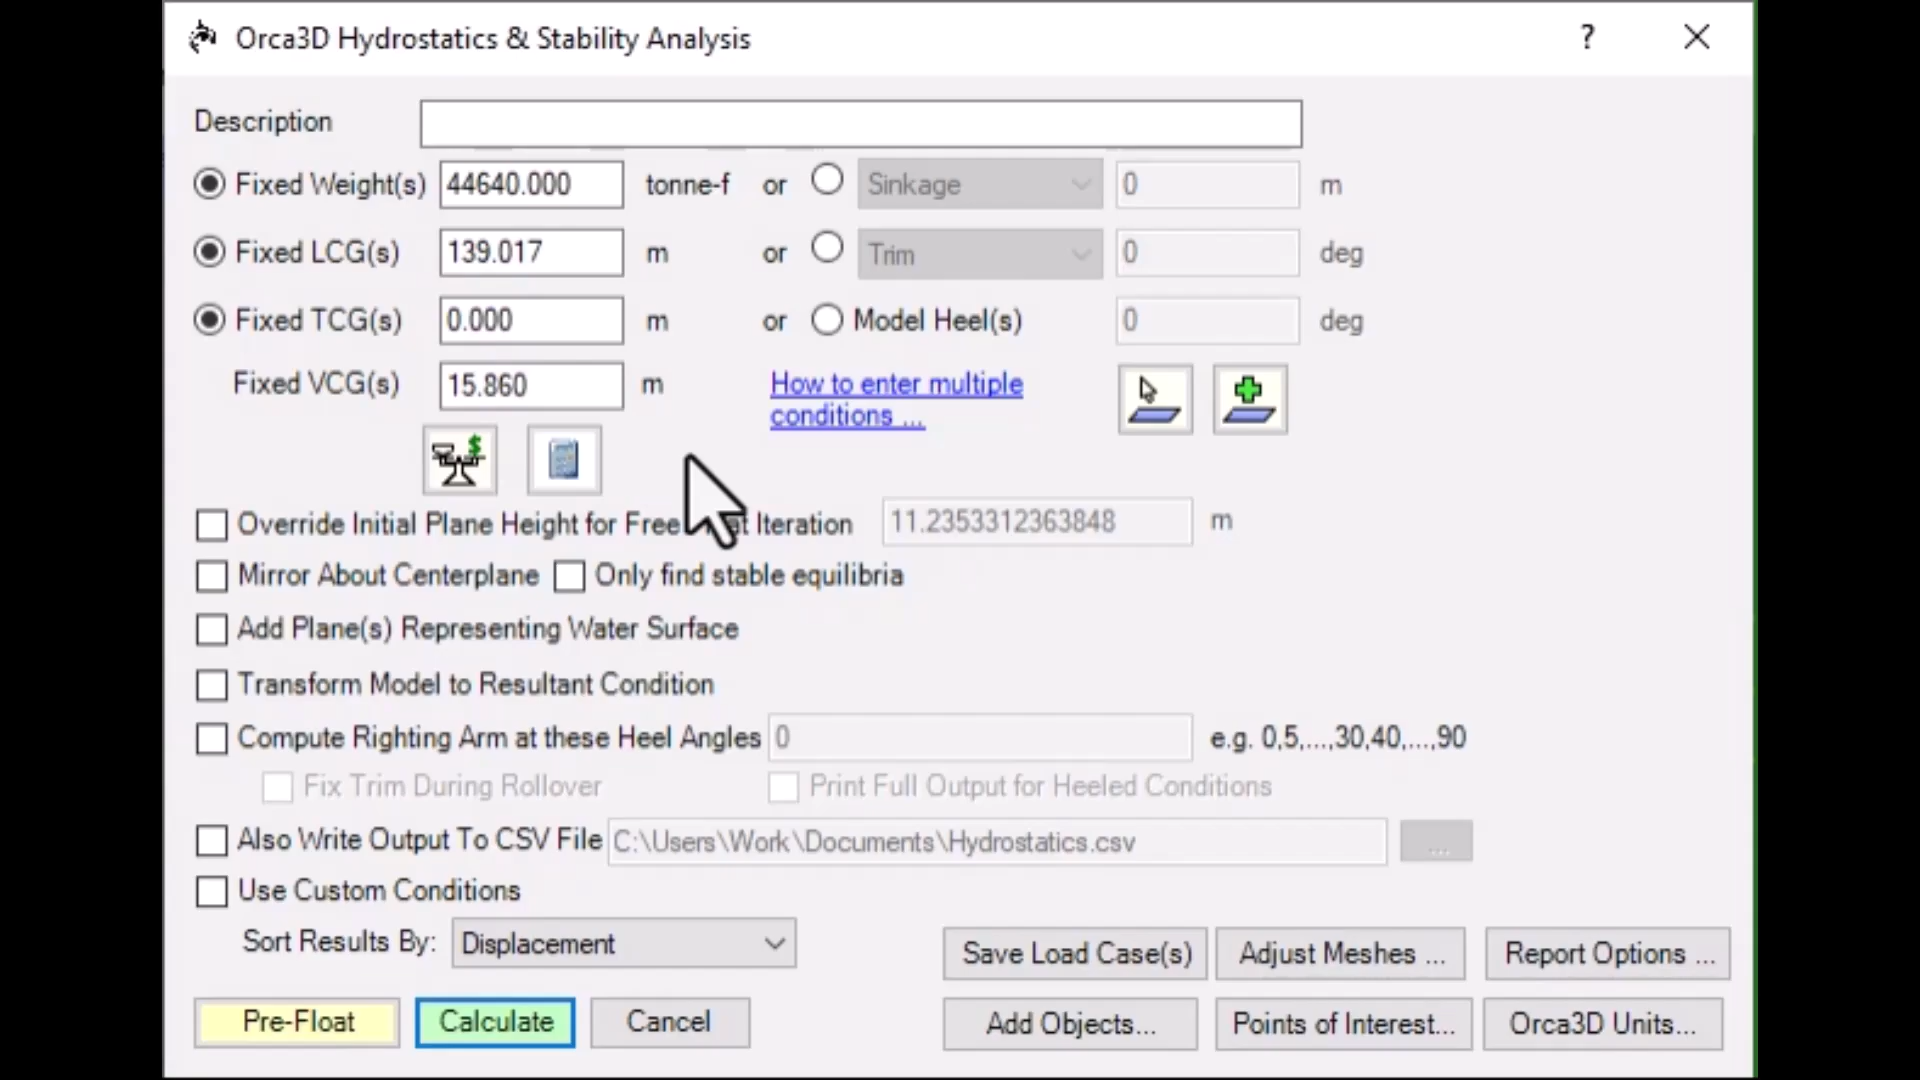 Orca3D Hydrostatics & Stability Analysis ?
Description
Fixed Weight(s) 44640.000 tonne-f or Sinkage 0 m
Fixed LCG(s) 139.017 m or Trim 0 deg
Fixed TCG(s) 0.000 m or Model Heel(s) 0 deg
Fixed VCG(s) 15.860 m How to enter multiple
conditions ...
Override Initial Plane Height for Free Iteration 11.2353312363848 m
Mirror About Centerplane Only find stable equilibria
Add Plane(s) Representing Water Surface
Transform Model to Resultant Condition
Compute Righting Arm at these Heel Angles 0 e.g. 0,5,...,30,40,...,90
Fix Trim During Rollover Print Full Output for Heeled Conditions
Also Write Output To CSV File C:\Users\Work\Documents\Hydrostatics.csv ...
Use Custom Conditions
Sort Results By: Displacement Save Load Case(s) Adjust Meshes ... Report Options ...
Pre-Float Calculate Cancel Add Objects... Points of Interest... Orca3D Units...